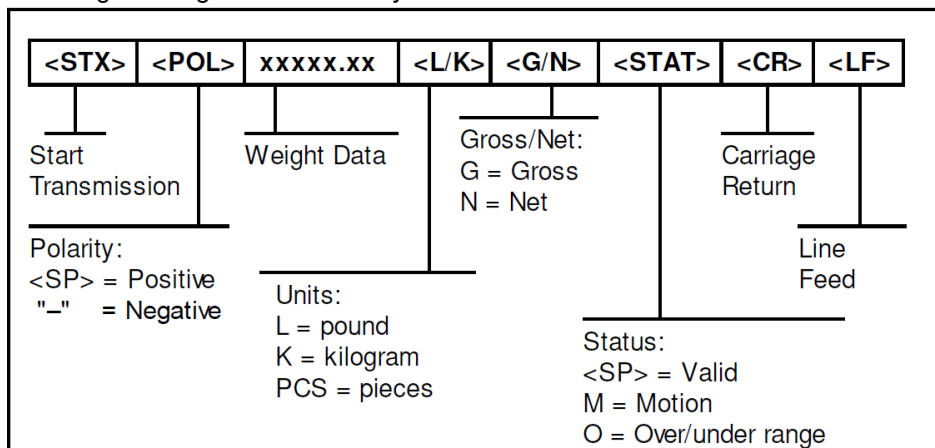 <STX> <POL> xxxxx.xx <L/K> <G/N> <STAT> <CR> <LF>
Start
Transmission
Weight Data
Gross/Net:
G = Gross
N = Net
Carriage
Return
Polarity:
<SP> = Positive
"–" = Negative
Line
Feed
Units:
L = pound
K = kilogram
PCS = pieces
Status:
<SP> = Valid
M = Motion
O = Over/under range